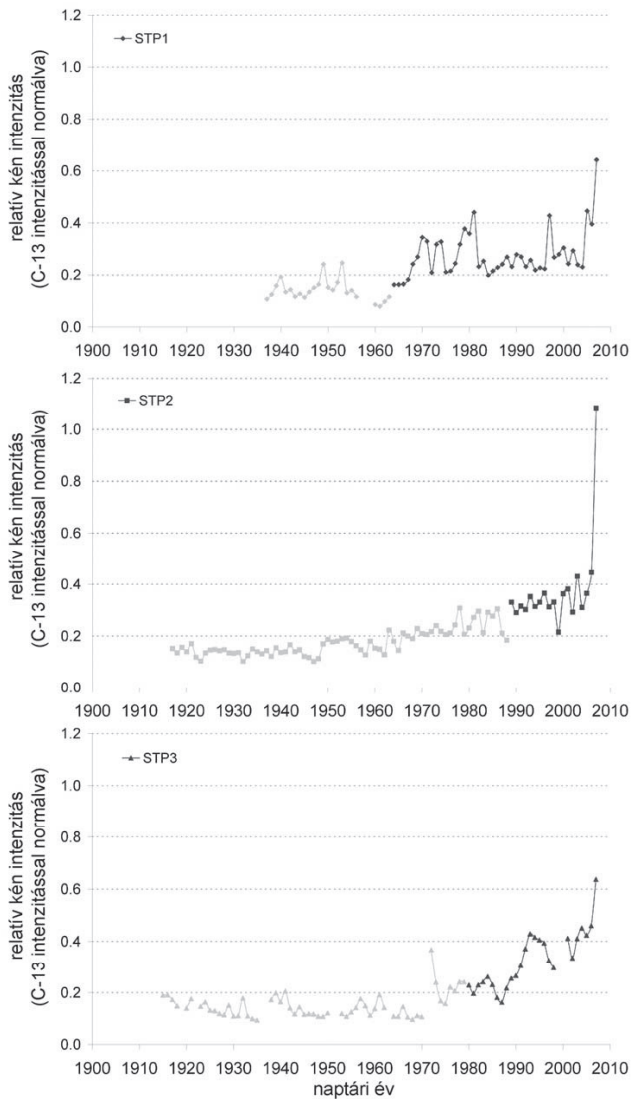 relatív kén intenzitás
(C-13 intenzitással normálva)
1.2
1.0
0.8
0.6
0.4
0.2
0.0
STP1
1900 1910 1920 1930 1940 1950 1960 1970 1980 1990 2000 2010
relatív kén intenzitás
(C-13 intenzitással normálva)
1.2
1.0
0.8
0.6
0.4
0.2
0.0
STP2
1900 1910 1920 1930 1940 1950 1960 1970 1980 1990 2000 2010
relatív kén intenzitás
(C-13 intenzitással normálva)
1.2
1.0
0.8
0.6
0.4
0.2
0.0
STP3
1900 1910 1920 1930 1940 1950 1960 1970 1980 1990 2000 2010
naptári év